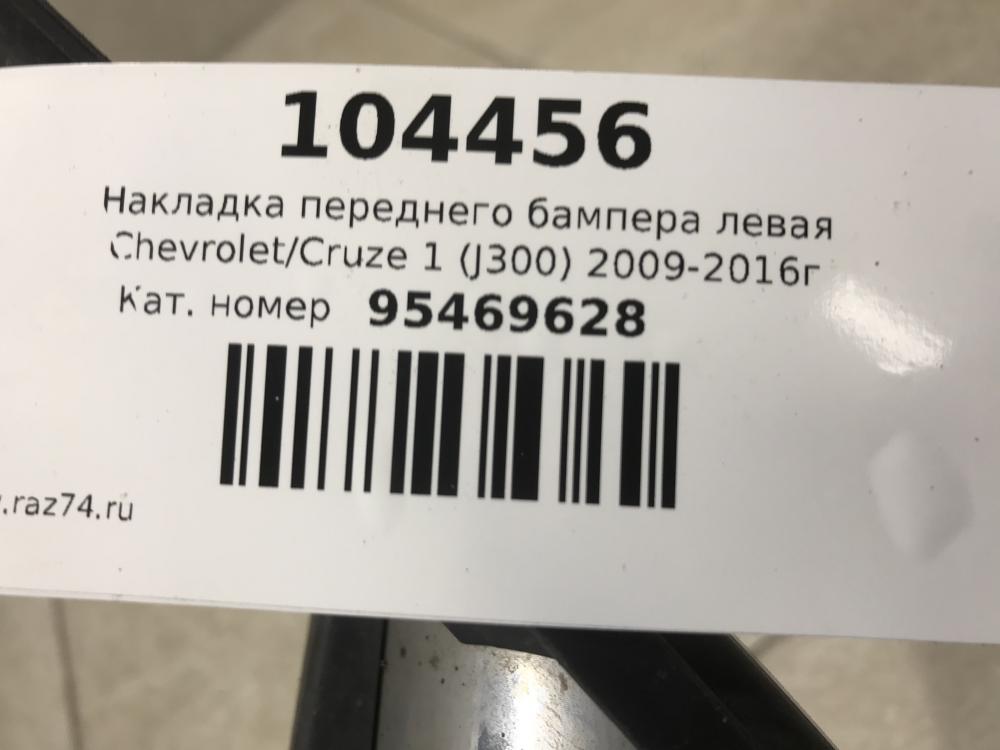 104456
Накладка переднего бампера левая
Chevrolet/Cruze 1 (J300) 2009-2016г
Кат. номер 95469628
.raz74.ru